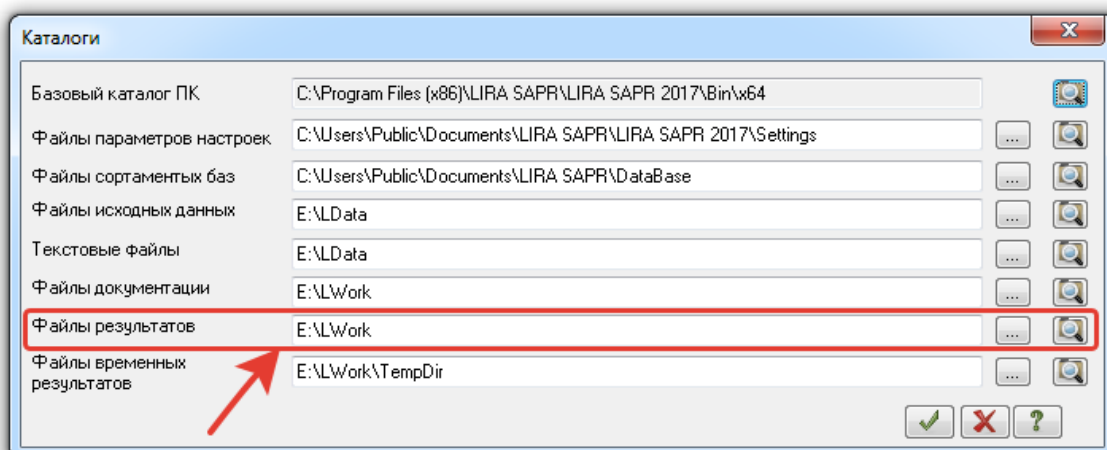 Каталоги
Базовый каталог ПК C:\Program Files (x86)\LIRA SAPR\LIRA SAPR 2017\Bin\x64
Файлы параметров настроек C:\Users\Public\Documents\LIRA SAPR\LIRA SAPR 2017\Settings ...
Файлы сортаментых баз C:\Users\Public\Documents\LIRA SAPR\DataBase ...
Файлы исходных данных E:\LData ...
Текстовые файлы E:\LData ...
Файлы документации E:\LWork ...
Файлы результатов E:\LWork ...
Файлы временных
результатов E:\LWork\TempDir ...
?